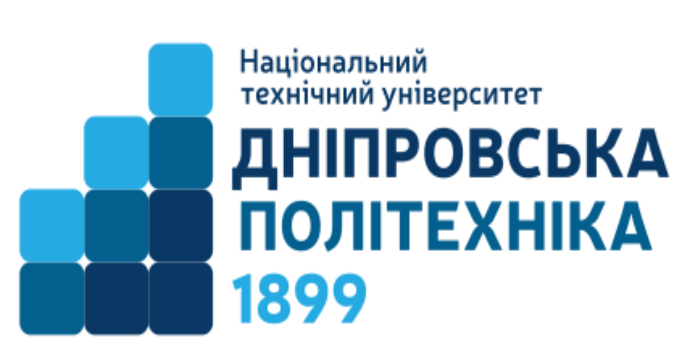 Національний
технічний університет
ДНІПРОВСЬКА
ПОЛІТЕХНІКА
1899